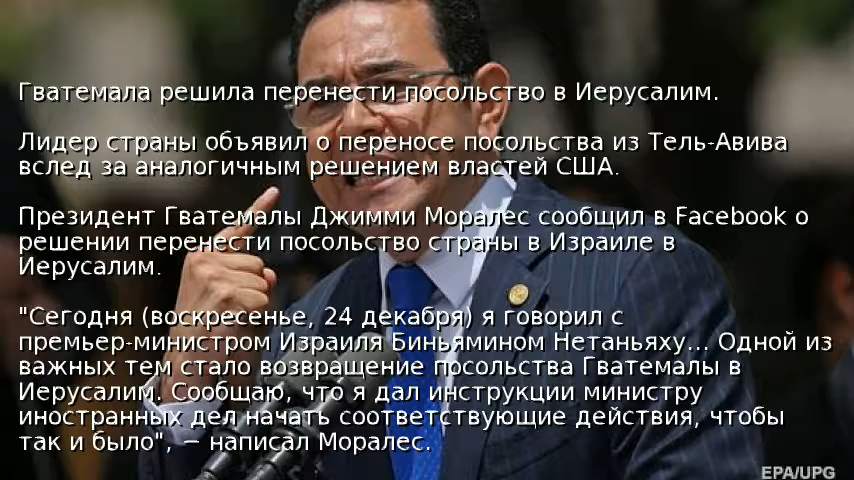 Гватемала решила перенести посольство в Иерусалим.
Лидер страны объявил о переносе посольства из Тель-Авива
вслед за аналогичным решением властей США.
Президент Гватемалы Джимми Моралес сообщил в Facebook о
решении перенести посольство страны в Израиле в
Иерусалим.
"Сегодня (воскресенье, 24 декабря) я говорил с
премьер-министром Израиля Биньямином Нетаньяху... Одной из
важных тем стало возвращение посольства Гватемалы в
Иерусалим. Сообщаю, что я дал инструкции министру
иностранных дел начать соответствующие действия, чтобы
так и было", − написал Моралес.
EPA/UPG